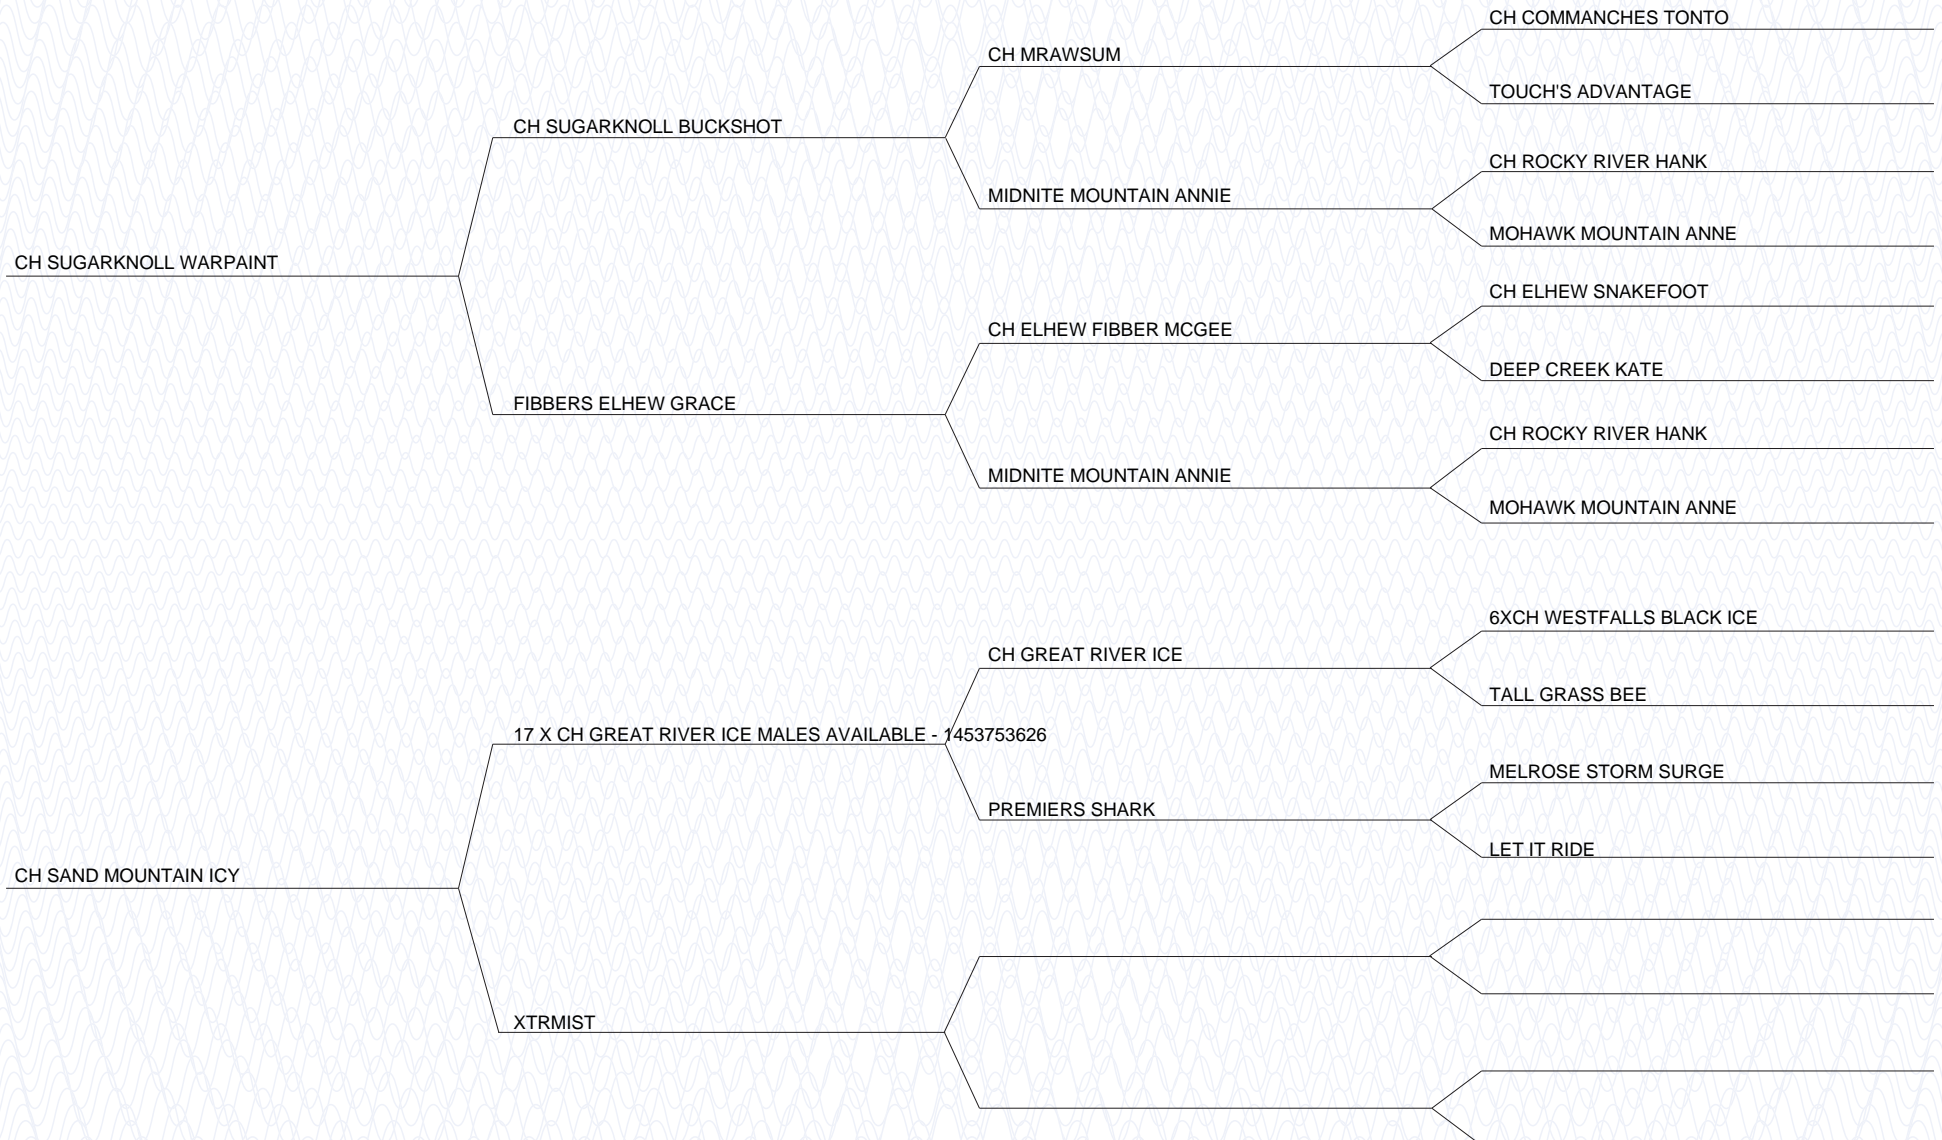 CH COMMANCHES TONTO
CH MRAWSUM
TOUCH'S ADVANTAGE
CH SUGARKNOLL BUCKSHOT
CH ROCKY RIVER HANK
MIDNITE MOUNTAIN ANNIE
MOHAWK MOUNTAIN ANNE
CH SUGARKNOLL WARPAINT
CH ELHEW SNAKEFOOT
CH ELHEW FIBBER MCGEE
DEEP CREEK KATE
FIBBERS ELHEW GRACE
CH ROCKY RIVER HANK
MIDNITE MOUNTAIN ANNIE
MOHAWK MOUNTAIN ANNE
6XCH WESTFALLS BLACK ICE
CH GREAT RIVER ICE
TALL GRASS BEE
17 X CH GREAT RIVER ICE MALES AVAILABLE - 1453753626
MELROSE STORM SURGE
PREMIERS SHARK
LET IT RIDE
CH SAND MOUNTAIN ICY
XTRMIST